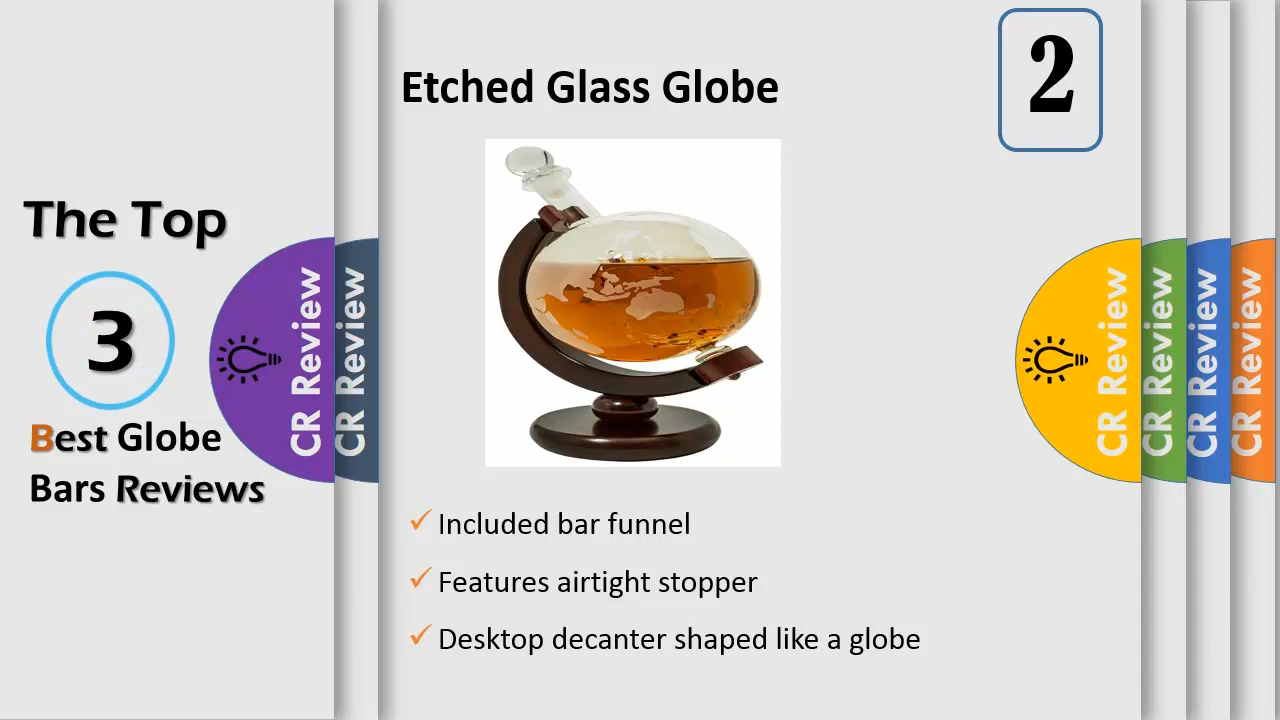 The Top
3
Best Globe
Bars Reviews
CR Review
CR Review
Etched Glass Globe
2
Included bar funnel
Features airtight stopper
Desktop decanter shaped like a globe
CR Review
CR Review
CR Review
CR Review